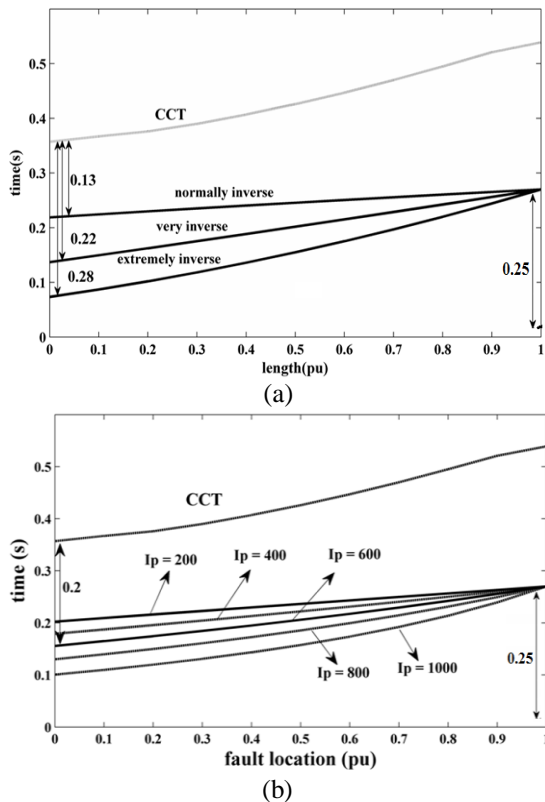 0.5
CCT
0.4
time(s)
0.3
0.13
normally inverse
0.2
0.22
very inverse
0.1
0.28
extremely inverse
0.25
0
0 0.1 0.2 0.3 0.4 0.5 0.6 0.7 0.8 0.9 1
length(pu)
(a)
0.5
CCT
0.4
time (s)
0.3
0.2
Ip = 200
Ip = 400
Ip = 600
0.2
0.1
Ip = 800
Ip = 1000
0.25
0
0 0.1 0.2 0.3 0.4 0.5 0.6 0.7 0.8 0.9 1
fault location (pu)
(b)